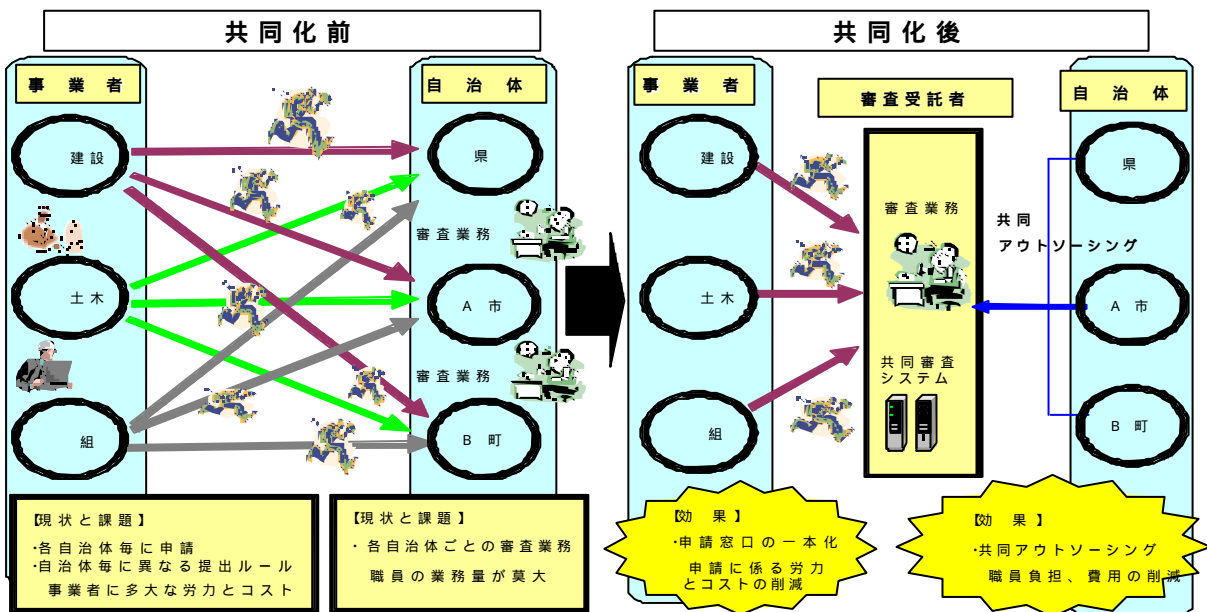 共同化前
事業者
自治体
建設
県
審査業務
土木
A市
審査業務
組
B町
【現状と課題】
・各自治体毎に申請
・自治体毎に異なる提出ルール
事業者に多大な労力とコスト
【現状と課題】
・各自治体ごとの審査業務
職員の業務量が莫大
共同化後
事業者
審査受託者
自治体
建設
県
審査業務
共同
アウトソーシング
土木
A市
共同審査
システム
組
B町
【効果】
・申請窓口の一本化
申請に係る労力
とコストの削減
【効果】
・共同アウトソーシング
職員負担、費用の削減